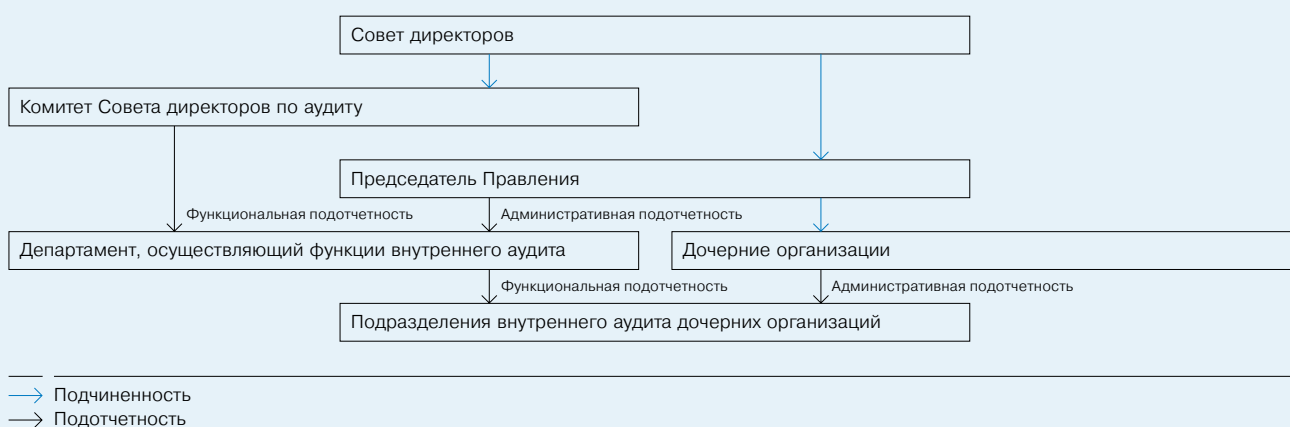 Совет директоров
Комитет Совета директоров по аудиту
Председатель Правления
Функциональная подотчетность
Административная подотчетность
Департамент, осуществляющий функции внутреннего аудита
Дочерние организации
Функциональная подотчетность
Административная подотчетность
Подразделения внутреннего аудита дочерних организаций
Подчиненность
Подотчетность